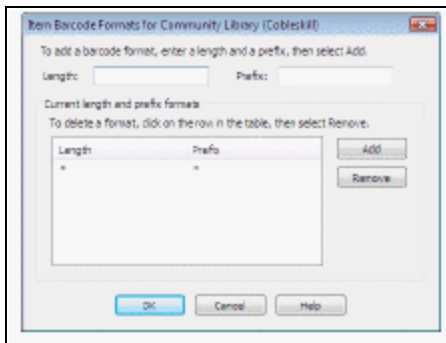 Item Barcode Formats for Community Library (Cobleskill)
To add a barcode format, enter a length and a prefix, then select Add.
Length: Prefix:
Current length and prefix formats
To delete a format, click on the row in the table, then select Remove.
Length Prefix Add
* *
Remove
OK Cancel Help